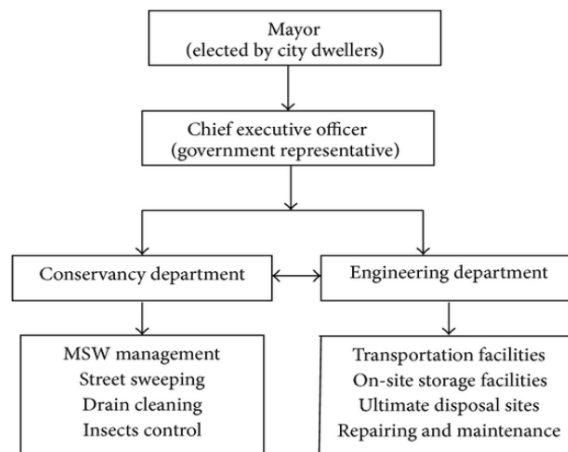 Mayor
(elected by city dwellers)
Chief executive officer
(government representative)
Conservancy department
Engineering department
MSW management
Street sweeping
Drain cleaning
Insects control
Transportation facilities
On-site storage facilities
Ultimate disposal sites
Repairing and maintenance